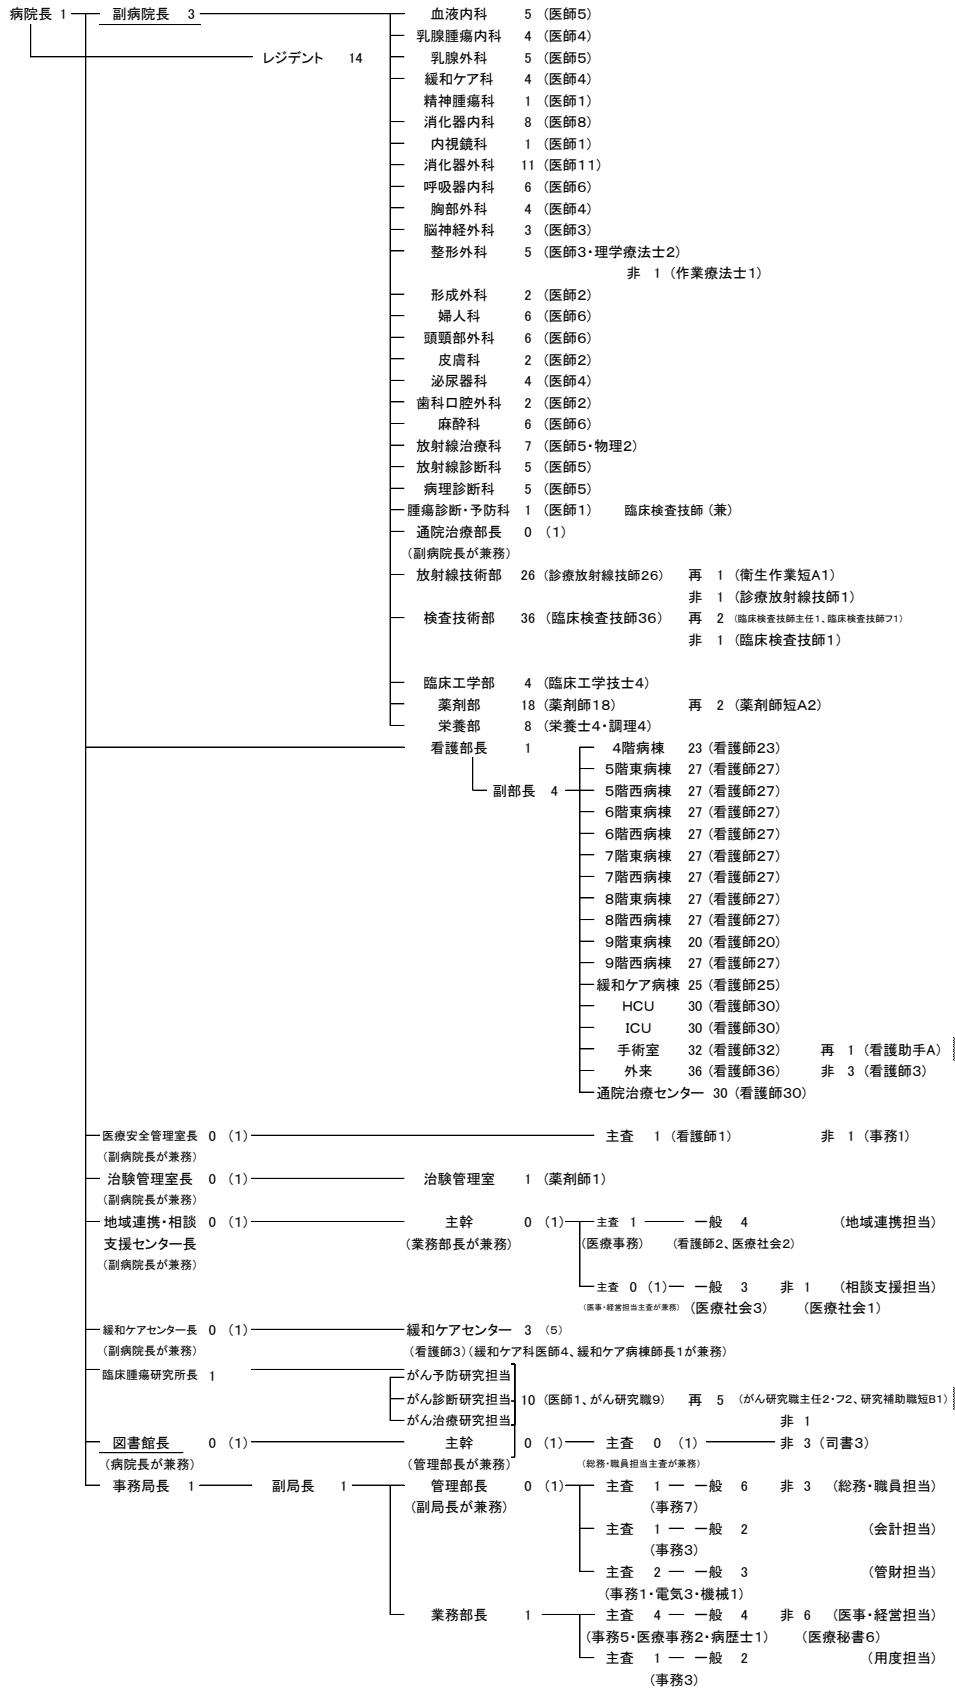 病院長 1 副病院長 3 血液内科 5 (医師5)
乳腺腫瘍内科 4 (医師4)
レジデント 14 乳腺外科 5 (医師5)
緩和ケア科 4 (医師4)
精神腫瘍科 1 (医師1)
消化器内科 8 (医師8)
内視鏡科 1 (医師1)
消化器外科 11 (医師11)
呼吸器内科 6 (医師6)
胸部外科 4 (医師4)
脳神経外科 3 (医師3)
整形外科 5 (医師3・理学療法士2)
非 1 (作業療法士1)
形成外科 2 (医師2)
婦人科 6 (医師6)
頭頸部外科 6 (医師6)
皮膚科 2 (医師2)
泌尿器科 4 (医師4)
歯科口腔外科 2 (医師2)
麻酔科 6 (医師6)
放射線治療科 7 (医師5・物理2)
放射線診断科 5 (医師5)
病理診断科 5 (医師5)
腫瘍診断・予防科 1 (医師1) 臨床検査技師(兼)
通院治療部長 0 (1)
(副病院長が兼務)
放射線技術部 26 (診療放射線技師26) 再 1 (衛生作業短A1)
非 1 (診療放射線技師1)
検査技術部 36 (臨床検査技師36) 再 2 (臨床検査技師主任1、臨床検査技師フ1)
非 1 (臨床検査技師1)
臨床工学部 4 (臨床工学技士4)
薬剤部 18 (薬剤師18) 再 2 (薬剤師短A2)
栄養部 8 (栄養士4・調理4)
看護部長 1 4階病棟 23 (看護師23)
5階東病棟 27 (看護師27)
副部長 4 5階西病棟 27 (看護師27)
6階東病棟 27 (看護師27)
6階西病棟 27 (看護師27)
7階東病棟 27 (看護師27)
7階西病棟 27 (看護師27)
8階東病棟 27 (看護師27)
8階西病棟 27 (看護師27)
9階東病棟 20 (看護師20)
9階西病棟 27 (看護師27)
緩和ケア病棟 25 (看護師25)
HCU 30 (看護師30)
ICU 30 (看護師30)
手術室 32 (看護師32) 再 1 (看護助手A)
外来 36 (看護師36) 非 3 (看護師3)
通院治療センター 30 (看護師30)
医療安全管理室長 0 (1) 主査 1 (看護師1) 非 1 (事務1)
(副病院長が兼務)
治験管理室長 0 (1) 治験管理室 1 (薬剤師1)
(副病院長が兼務)
地域連携・相談 0 (1) 主幹 0 (1) 主査 1 一般 4 (地域連携担当)
支援センター長 (業務部長が兼務) (医療事務) (看護師2、医療社会2)
(副病院長が兼務)
主査 0 (1) 一般 3 非 1 (相談支援担当)
(医事・経営担当主査が兼務) (医療社会3) (医療社会1)
緩和ケアセンター長 0 (1) 緩和ケアセンター 3 (5)
(副病院長が兼務) (看護師3) (緩和ケア科医師4、緩和ケア病棟師長1が兼務)
臨床腫瘍研究所長 1 がん予防研究担当
がん診断研究担当 10 (医師1、がん研究職9) 再 5 (がん研究職主任2・フ2、研究補助職短B1)
がん治療研究担当 非 1
図書館長 0 (1) 主幹 0 (1) 主査 0 (1) 非 3 (司書3)
(病院長が兼務) (管理部長が兼務) (総務・職員担当主査が兼務)
事務局長 1 副局長 1 管理部長 0 (1) 主査 1 一般 6 非 3 (総務・職員担当)
(副局長が兼務) (事務7)
主査 1 一般 2 (会計担当)
(事務3)
主査 2 一般 3 (管財担当)
(事務1・電気3・機械1)
業務部長 1 主査 4 一般 4 非 6 (医事・経営担当)
(事務5・医療事務2・病歴士1) (医療秘書6)
主査 1 一般 2 (用度担当)
(事務3)